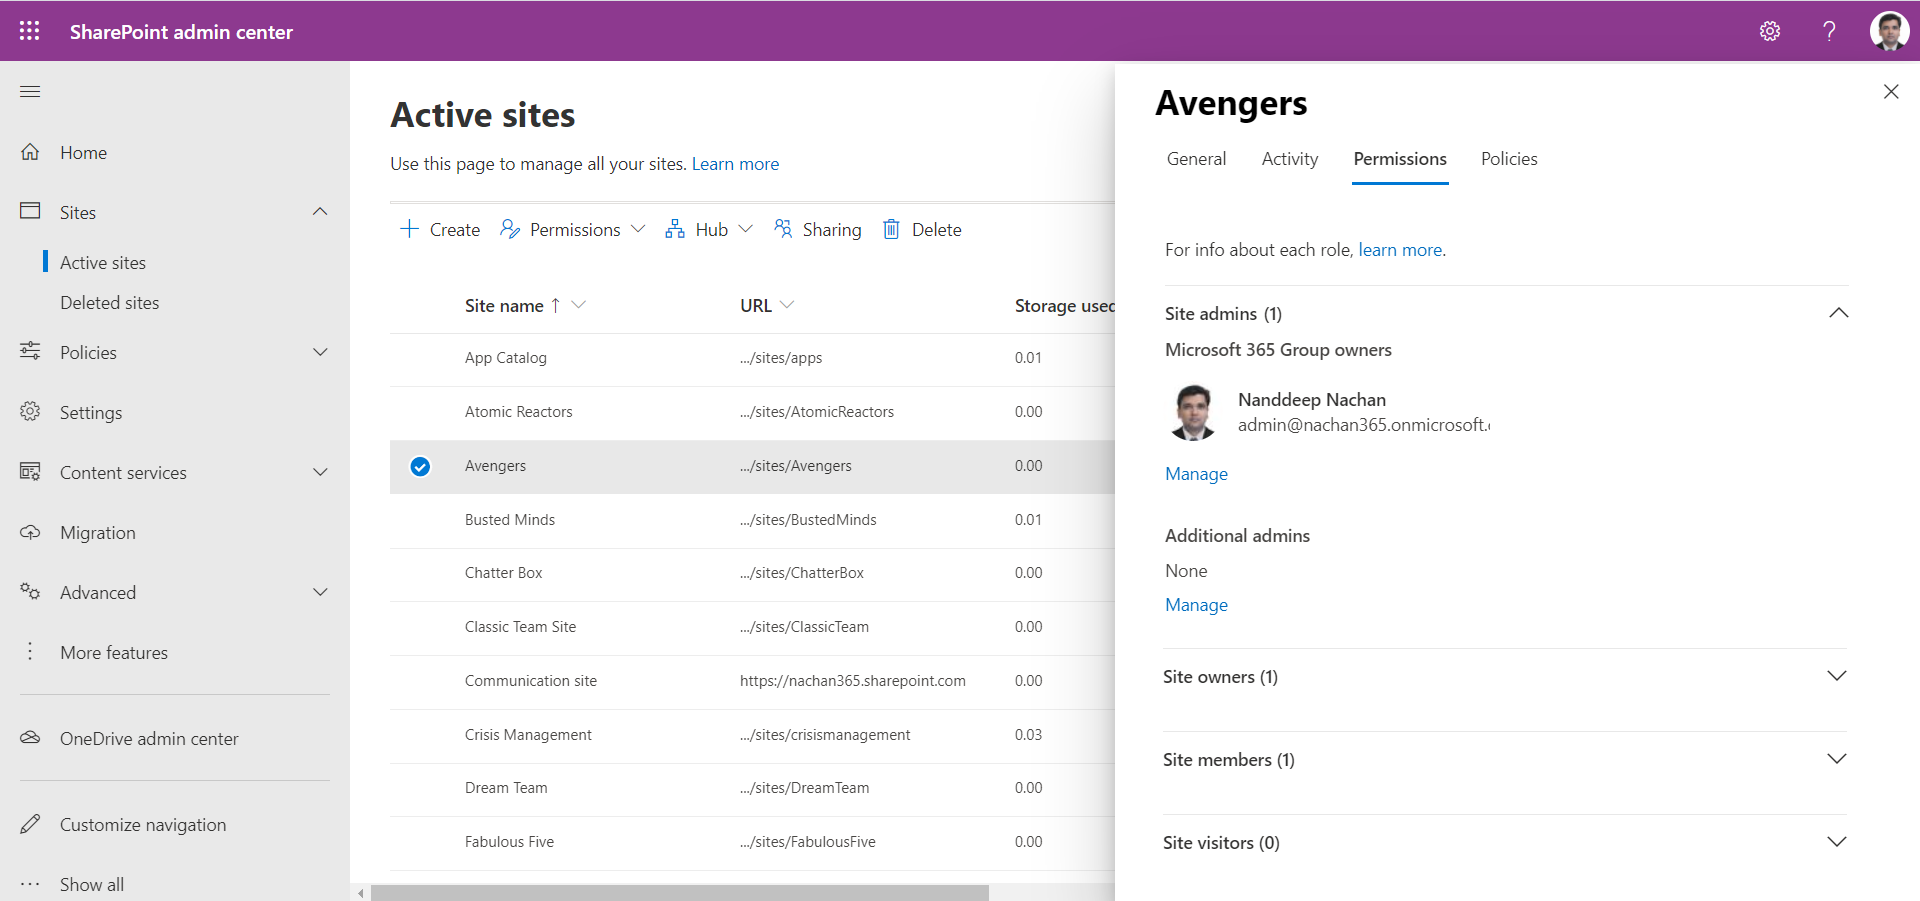 SharePoint admin center
?
Home
Sites
Active sites
Deleted sites
Policies
Settings
Content services
Migration
Advanced
More features
OneDrive admin center
Customize navigation
Show all
Active sites
Use this page to manage all your sites. Learn more
Create Permissions Hub Sharing Delete
Site name ↑ URL Storage used
App Catalog .../sites/apps 0.01
Atomic Reactors .../sites/AtomicReactors 0.00
Avengers .../sites/Avengers 0.00
Busted Minds .../sites/BustedMinds 0.01
Chatter Box .../sites/ChatterBox 0.00
Classic Team Site .../sites/ClassicTeam 0.00
Communication site https://nachan365.sharepoint.com 0.00
Crisis Management .../sites/crisismanagement 0.03
Dream Team .../sites/DreamTeam 0.00
Fabulous Five .../sites/FabulousFive 0.00
Avengers
General Activity Permissions Policies
For info about each role, learn more.
Site admins (1)
Microsoft 365 Group owners
Nanddeep Nachan
admin@nachan365.onmicrosoft.
Manage
Additional admins
None
Manage
Site owners (1)
Site members (1)
Site visitors (0)